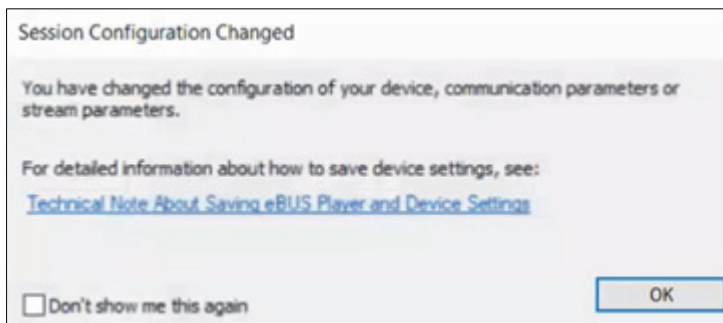 Session Configuration Changed
You have changed the configuration of your device, communication parameters or
stream parameters.
For detailed information about how to save device settings, see:
Technical Note About Saving eBUS Player and Device Settings
Don't show me this again
OK